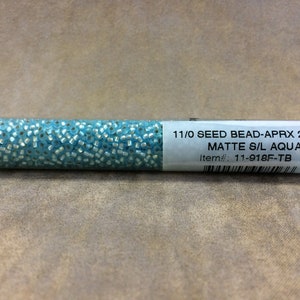 11/0 SEED BEAD-APRX 2
MATTE S/L AQUA
Item#: 11-918F-TB